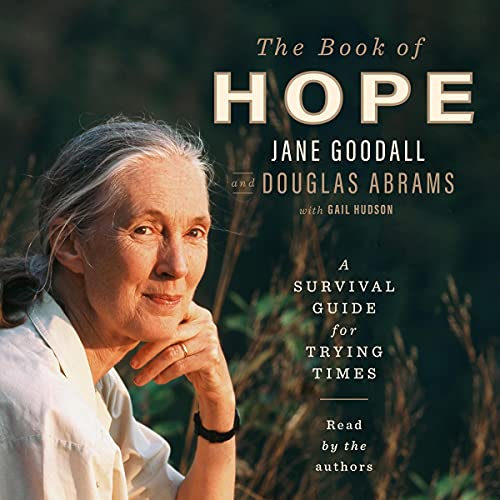 The Book of
HOPE
JANE GOODALL
and DOUGLAS ABRAMS
with GAIL HUDSON
A
SURVIVAL
GUIDE
for
TRYING
TIMES
Read
by the
authors